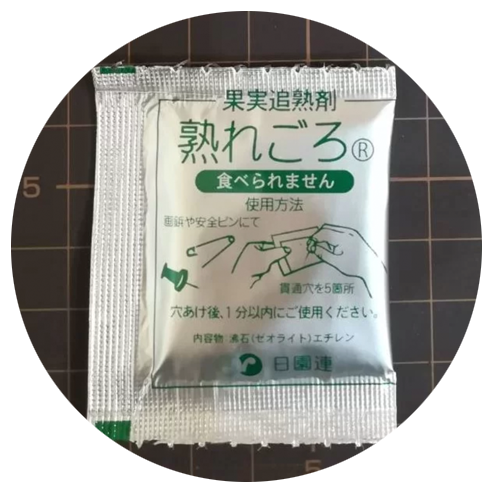 果実追熟剤
熟れごろ®
食べられません
使用方法
画鋲や安全ピンにて
貫通穴を5箇所
穴あけ後、1分以内にご使用ください。
内容物 沸石(ゼオライト)エチレン
日園連
5
5